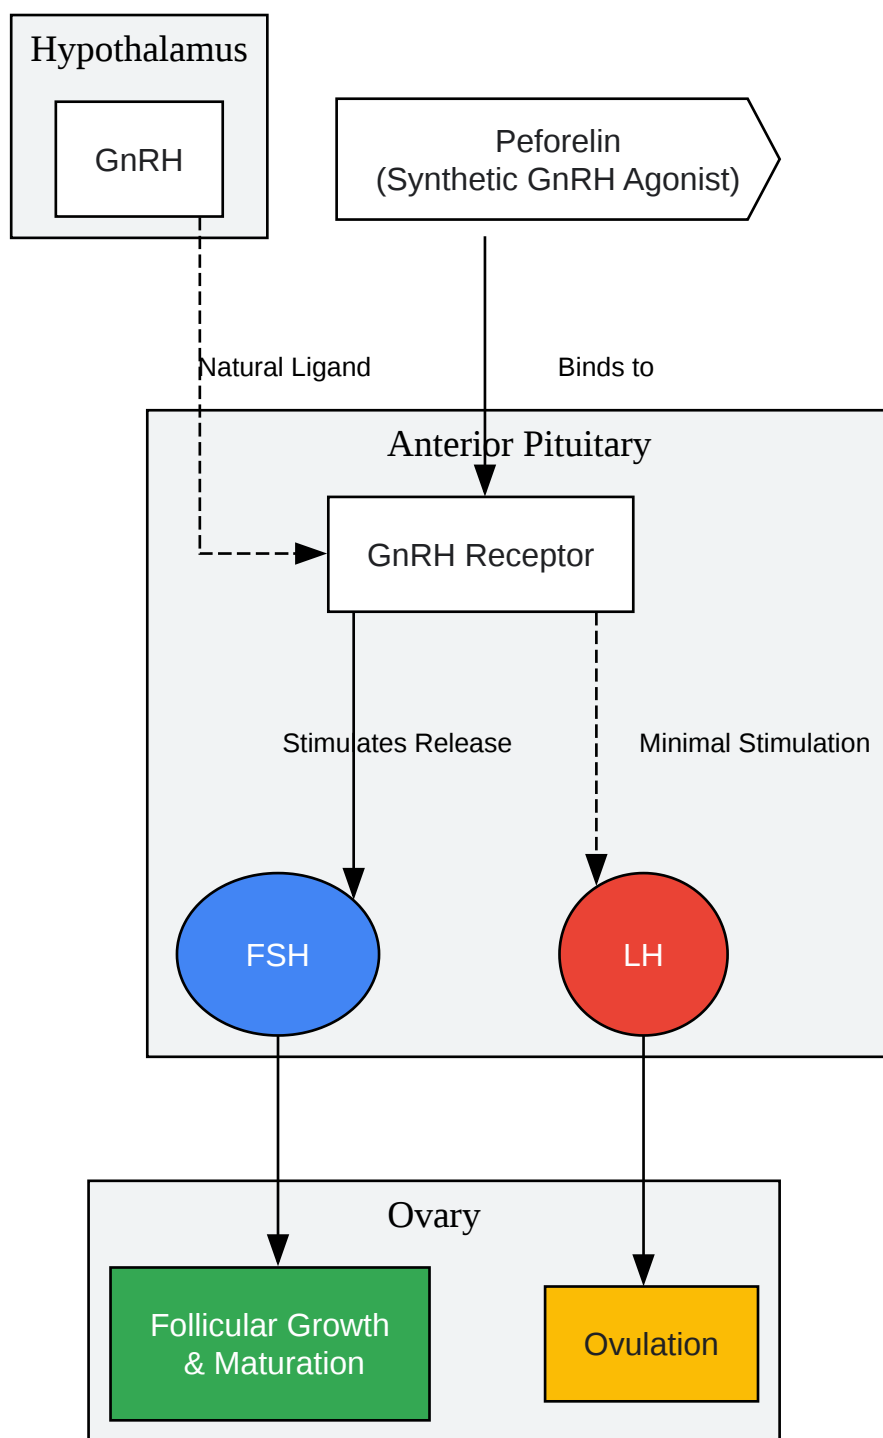 Hypothalamus
GnRH
Peforelin
(Synthetic GnRH Agonist)
Natural Ligand
Binds to
Anterior Pituitary
GnRH Receptor
Stimulates Release
Minimal Stimulation
FSH
LH
Ovary
Follicular Growth
& Maturation
Ovulation